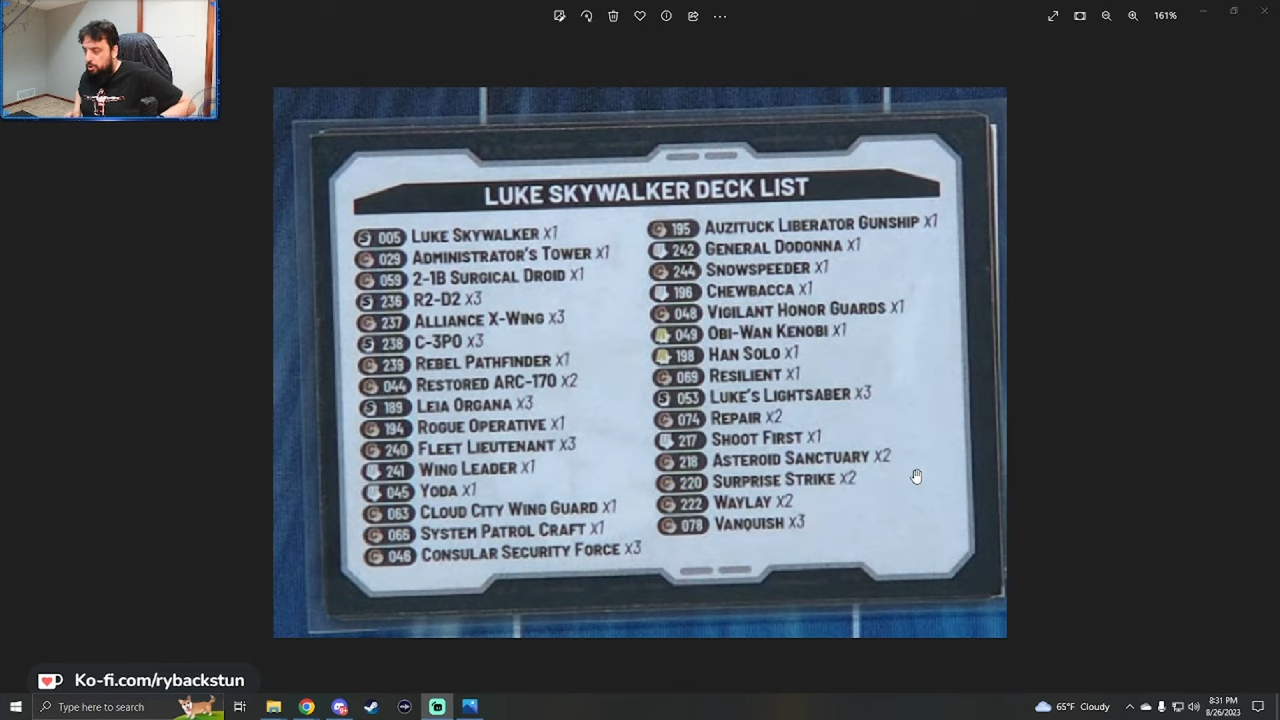 161%
LUKE SKYWALKER DECK LIST
S 005 LUKE SKYWALKER x1
C 029 ADMINISTRATOR'S TOWER x1
C 059 2-1B SURGICAL DROID x1
S 236 R2-D2 x3
C 237 ALLIANCE X-WING x3
S 238 C-3PO x3
C 239 REBEL PATHFINDER x1
C 044 RESTORED ARC-170 x2
S 189 LEIA ORGANA x3
C 194 ROGUE OPERATIVE x1
C 240 FLEET LIEUTENANT x3
U 241 WING LEADER x1
U 045 YODA x1
C 063 CLOUD CITY WING GUARD x1
C 066 SYSTEM PATROL CRAFT x1
C 046 CONSULAR SECURITY FORCE x3
C 195 AUZITUCK LIBERATOR GUNSHIP x1
U 242 GENERAL DODONNA x1
C 244 SNOWSPEEDER x1
U 196 CHEWBACCA x1
C 048 VIGILANT HONOR GUARDS x1
R 049 OBI-WAN KENOBI x1
R 198 HAN SOLO x1
C 069 RESILIENT x1
S 053 LUKE'S LIGHTSABER x3
C 074 REPAIR x2
U 217 SHOOT FIRST x1
C 218 ASTEROID SANCTUARY x2
C 220 SURPRISE STRIKE x2
C 222 WAYLAY x2
C 078 VANQUISH x3
Ko-fi.com/rybackstun
Type here to search
65°F Cloudy
8:31 PM
8/26/2023